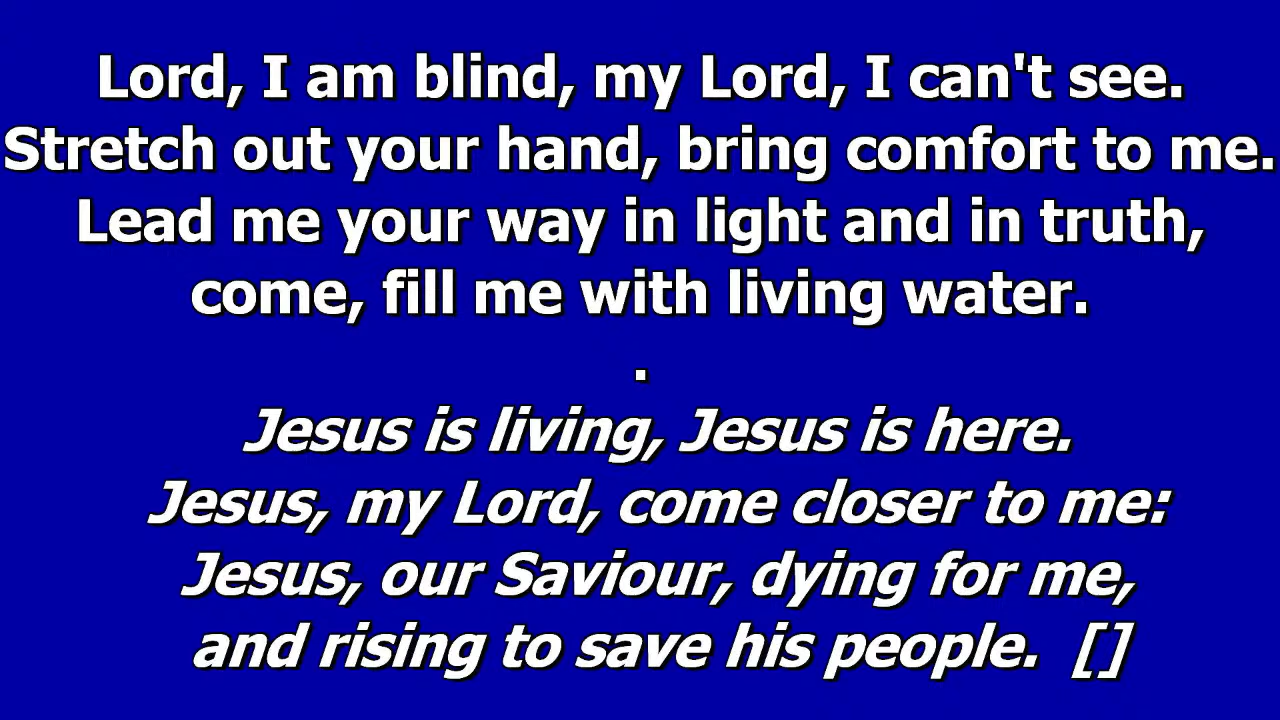 Lord, I am blind, my Lord, I can't see.
Stretch out your hand, bring comfort to me.
Lead me your way in light and in truth,
come, fill me with living water.
.
Jesus is living, Jesus is here.
Jesus, my Lord, come closer to me:
Jesus, our Saviour, dying for me,
and rising to save his people.  []